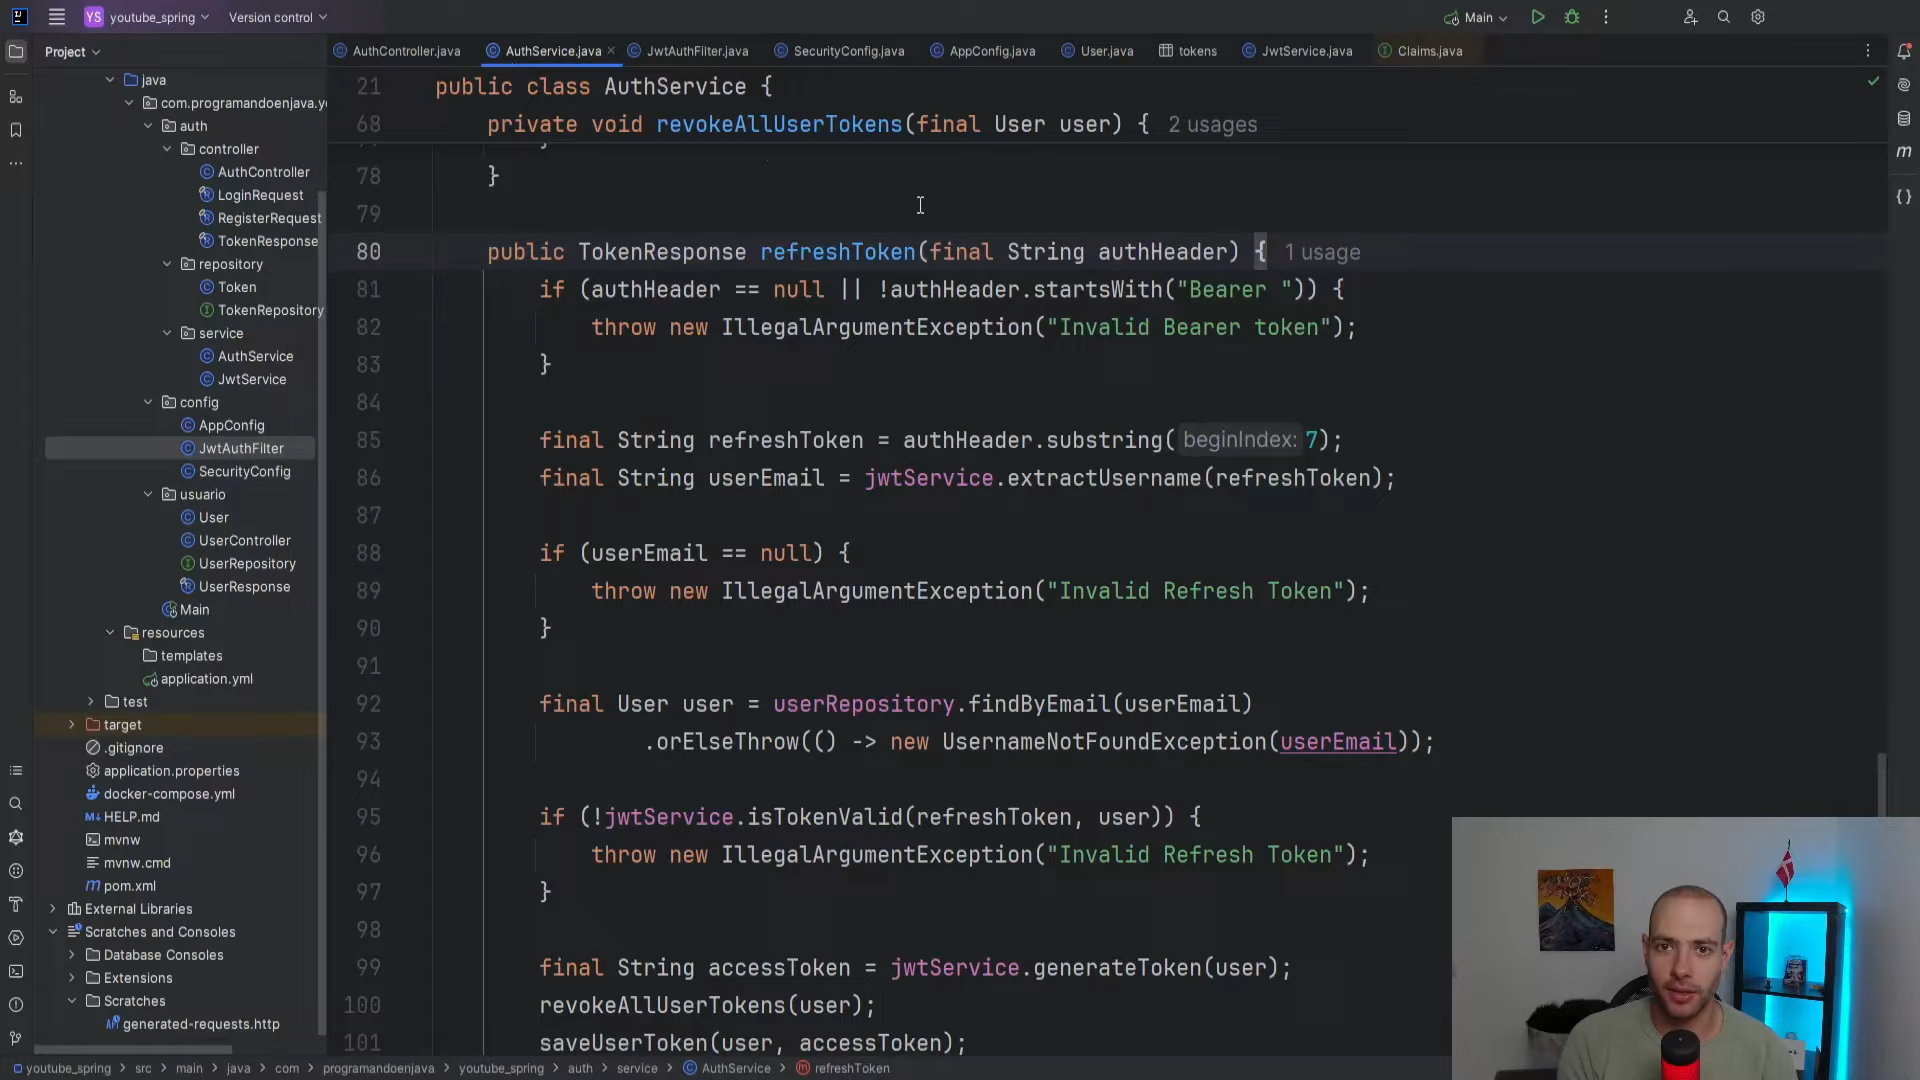 YS youtube_spring Version control Main
Project
AuthController.java AuthService.java JwtAuthFilter.java SecurityConfig.java AppConfig.java User.java tokens JwtService.java Claims.java
java
com.programandoenjava.yo
auth
controller
AuthController
LoginRequest
RegisterRequest
TokenResponse
repository
Token
TokenRepository
service
AuthService
JwtService
config
AppConfig
JwtAuthFilter
SecurityConfig
usuario
User
UserController
UserRepository
UserResponse
Main
resources
templates
application.yml
test
target
.gitignore
application.properties
docker-compose.yml
HELP.md
mvnw
mvnw.cmd
pom.xml
External Libraries
Scratches and Consoles
Database Consoles
Extensions
Scratches
generated-requests.http
21 public class AuthService {
68 private void revokeAllUserTokens(final User user) { 2 usages
78 }
79
80 public TokenResponse refreshToken(final String authHeader) { 1 usage
81 if (authHeader == null || !authHeader.startsWith("Bearer ")) {
82 throw new IllegalArgumentException("Invalid Bearer token");
83 }
84
85 final String refreshToken = authHeader.substring( beginIndex: 7);
86 final String userEmail = jwtService.extractUsername(refreshToken);
87
88 if (userEmail == null) {
89 throw new IllegalArgumentException("Invalid Refresh Token");
90 }
91
92 final User user = userRepository.findByEmail(userEmail)
93 .orElseThrow(() -> new UsernameNotFoundException(userEmail));
94
95 if (!jwtService.isTokenValid(refreshToken, user)) {
96 throw new IllegalArgumentException("Invalid Refresh Token");
97 }
98
99 final String accessToken = jwtService.generateToken(user);
100 revokeAllUserTokens(user);
101 saveUserToken(user, accessToken);
youtube_spring src main java com programandoenjava youtube_spring auth service AuthService refreshToken